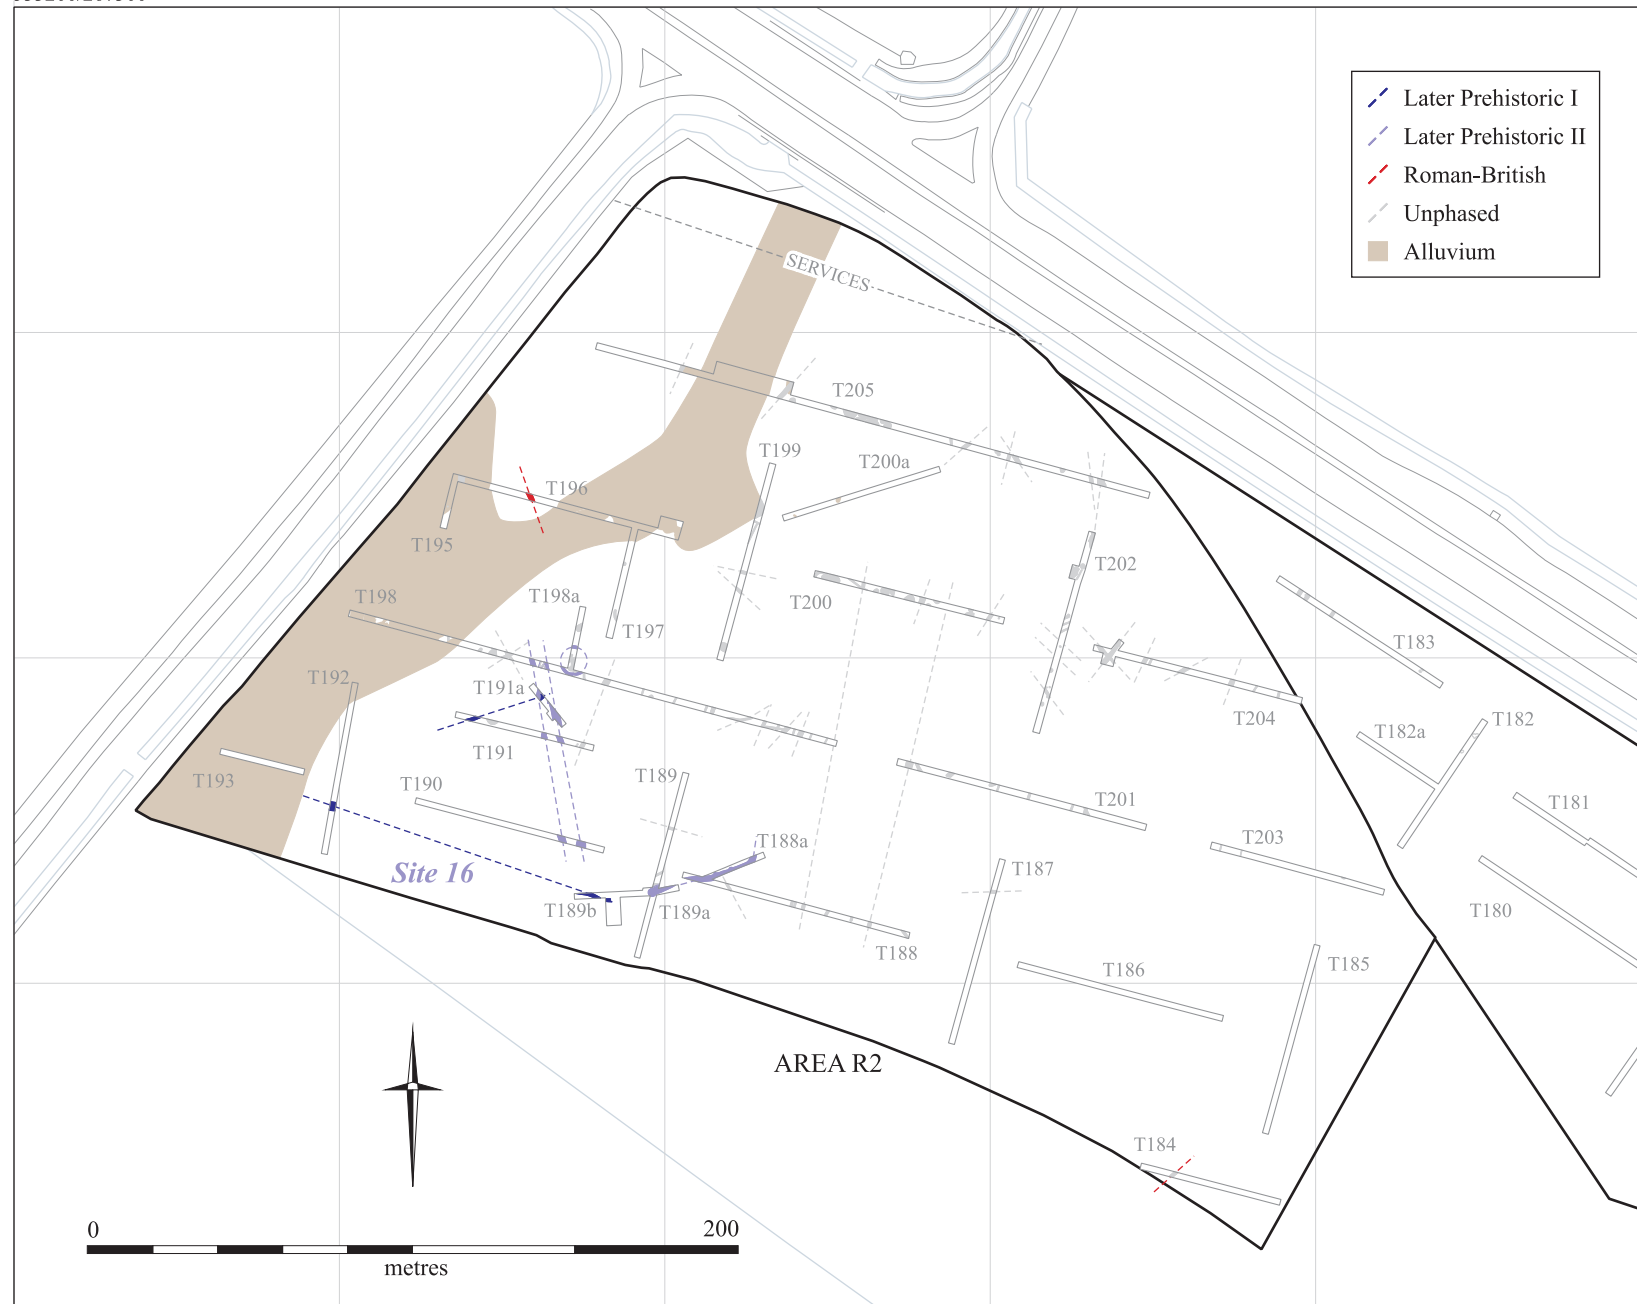 Later Prehistoric I
Later Prehistoric II
Roman-British
Unphased
Alluvium
SERVICES
T205
T199
T200a
T196
T195
T202
T198
T198a
T200
T197
T183
T192
T191a
T204
T182
T182a
T191
T193
T189
T190
T201
T181
T203
T188a
Site 16
T187
T189b
T189a
T180
T188
T186
T185
AREA R2
T184
0
200
metres